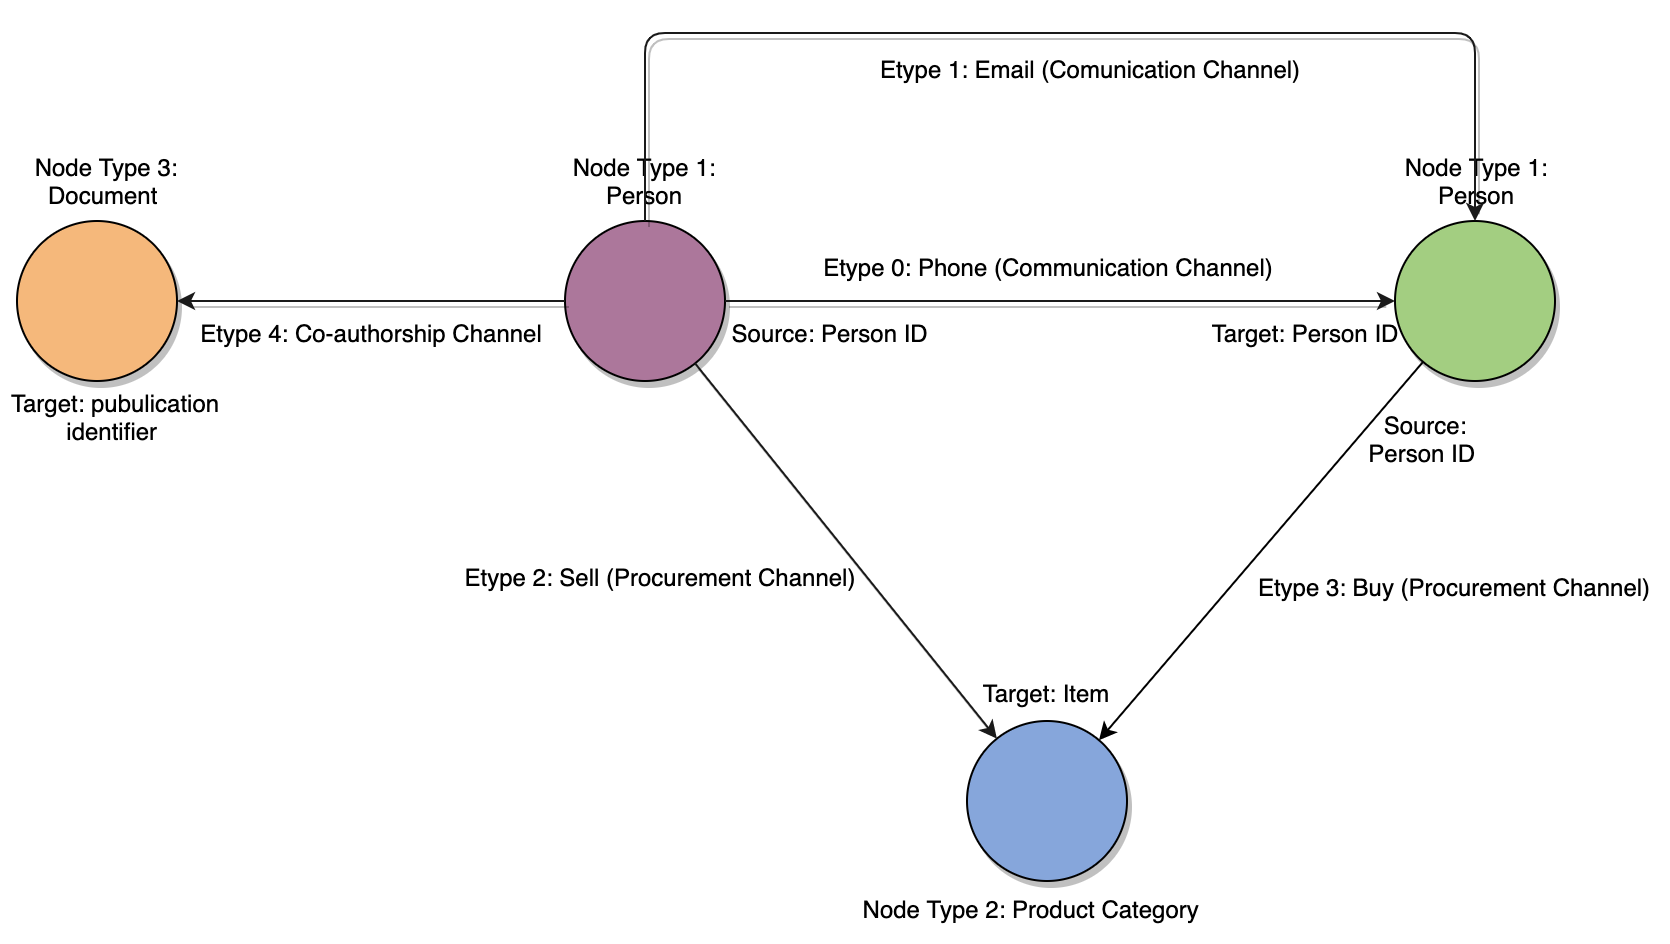 Etype 1: Email (Comunication Channel)
Node Type 3:
Document
Node Type 1:
Person
Node Type 1:
Person
Etype 0: Phone (Communication Channel)
Etype 4: Co-authorship Channel
Source: Person ID
Target: Person ID
Target: pubulication
identifier
Source:
Person ID
Etype 2: Sell (Procurement Channel)
Etype 3: Buy (Procurement Channel)
Target: Item
Node Type 2: Product Category